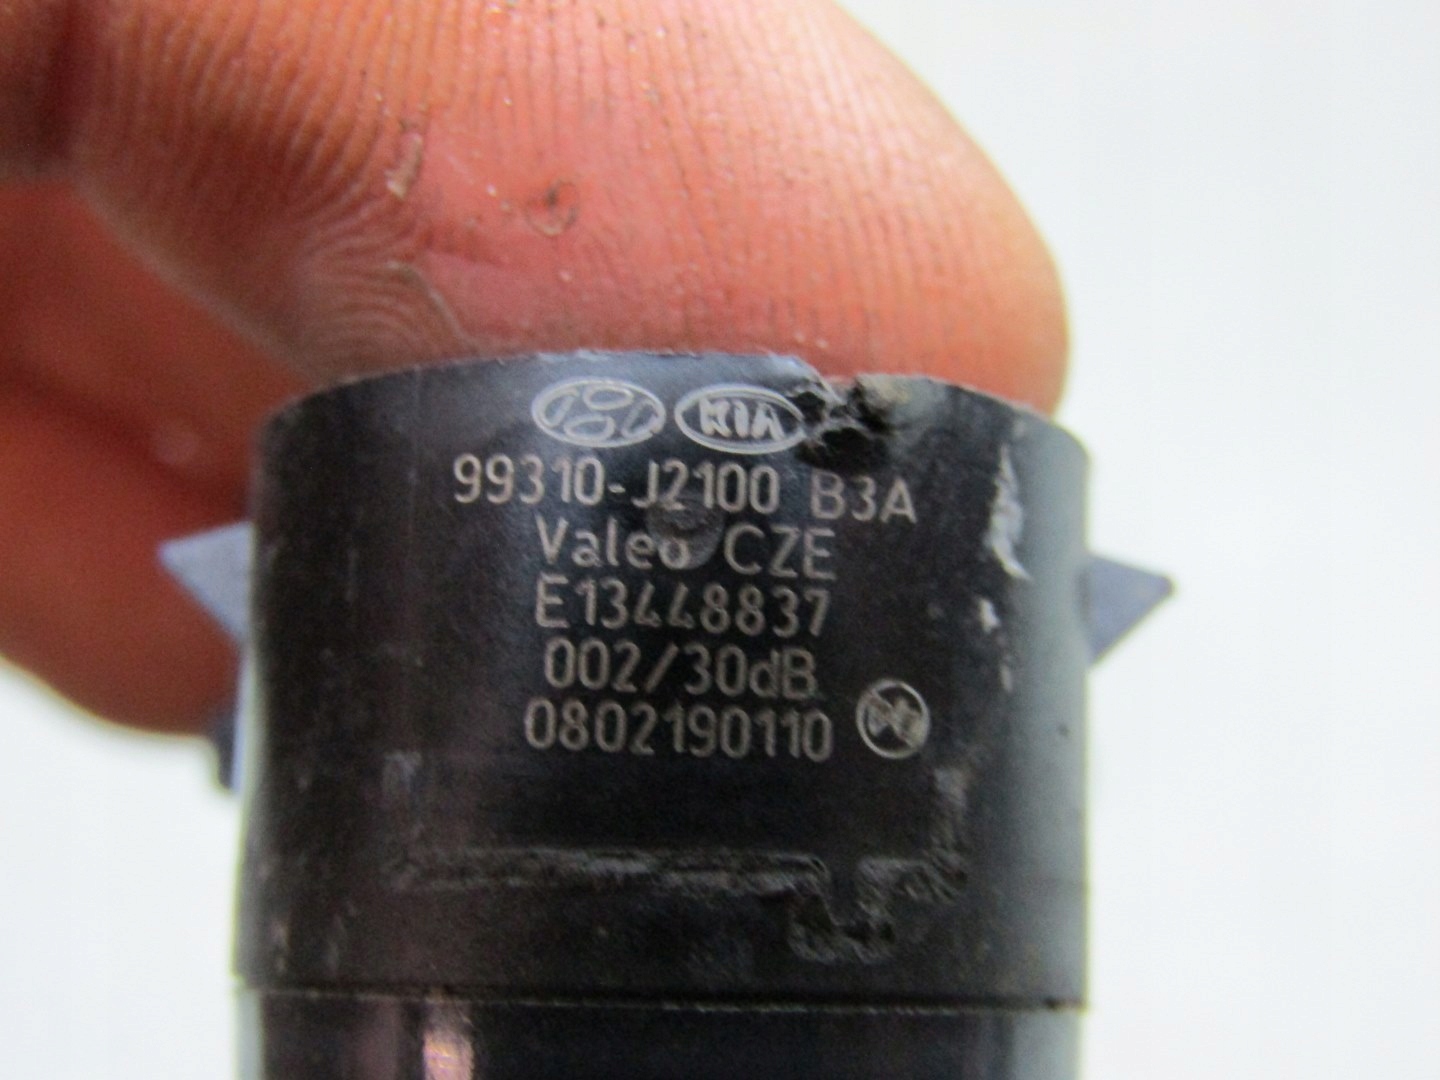 KIA
99310-J2100 B3A
Valeo CZE
E13448837
002/30dB
0802190110